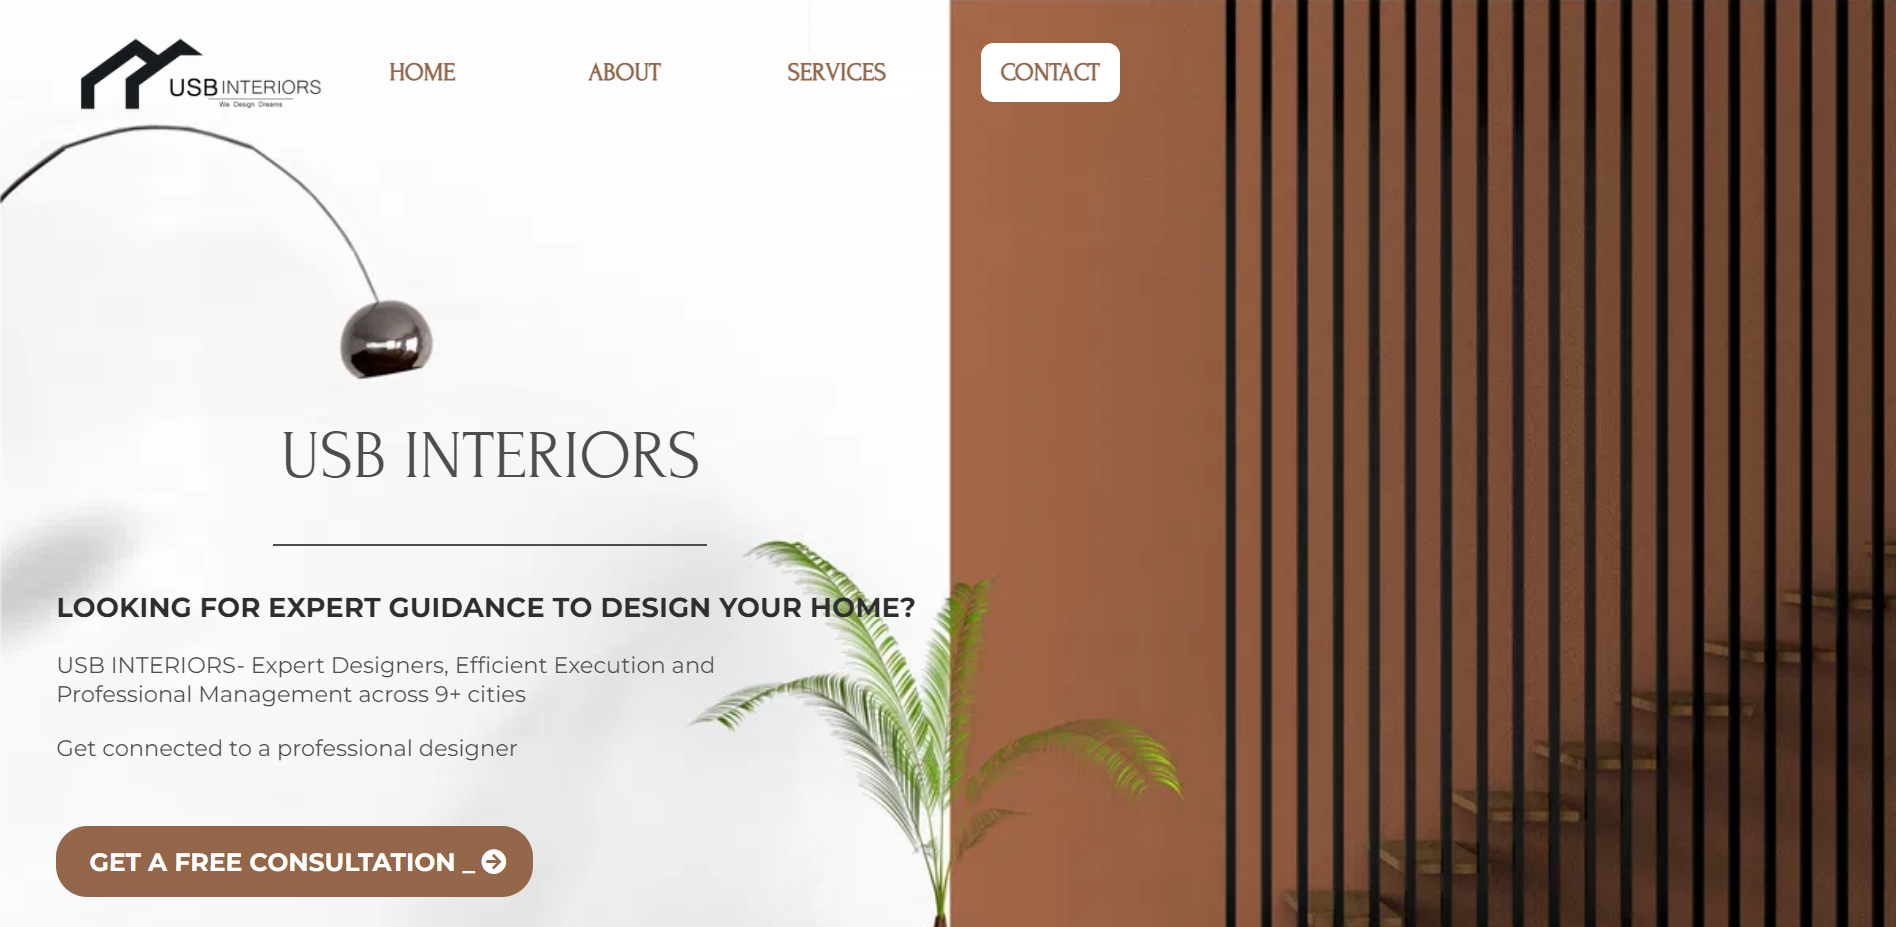 USB INTERIORS
We Design Dreams
HOME
ABOUT
SERVICES
CONTACT
USB INTERIORS
LOOKING FOR EXPERT GUIDANCE TO DESIGN YOUR HOME?
USB INTERIORS- Expert Designers, Efficient Execution and
Professional Management across 9+ cities
Get connected to a professional designer
GET A FREE CONSULTATION _